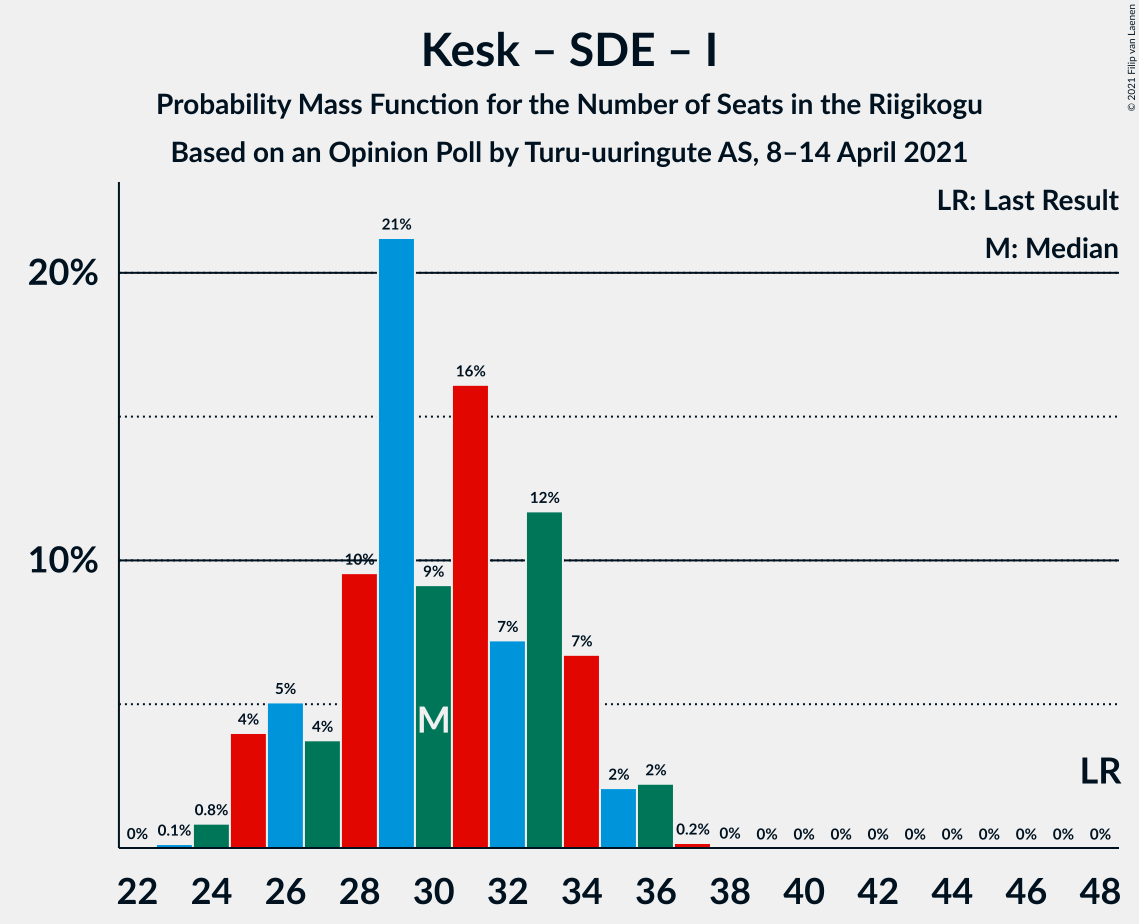 © 2021 Filip van Laenen
Kesk – SDE – I
Probability Mass Function for the Number of Seats in the Riigikogu
Based on an Opinion Poll by Turu-uuringute AS, 8–14 April 2021
LR: Last Result
M: Median
20%
10%
0% 0.1% 0.8% 4% 5% 4% 10% 21% 9% 16% 7% 12% 7% 2% 2% 0.2% 0% 0% 0% 0% 0% 0% 0% 0% 0% 0% 0%
M
LR
22 24 26 28 30 32 34 36 38 40 42 44 46 48